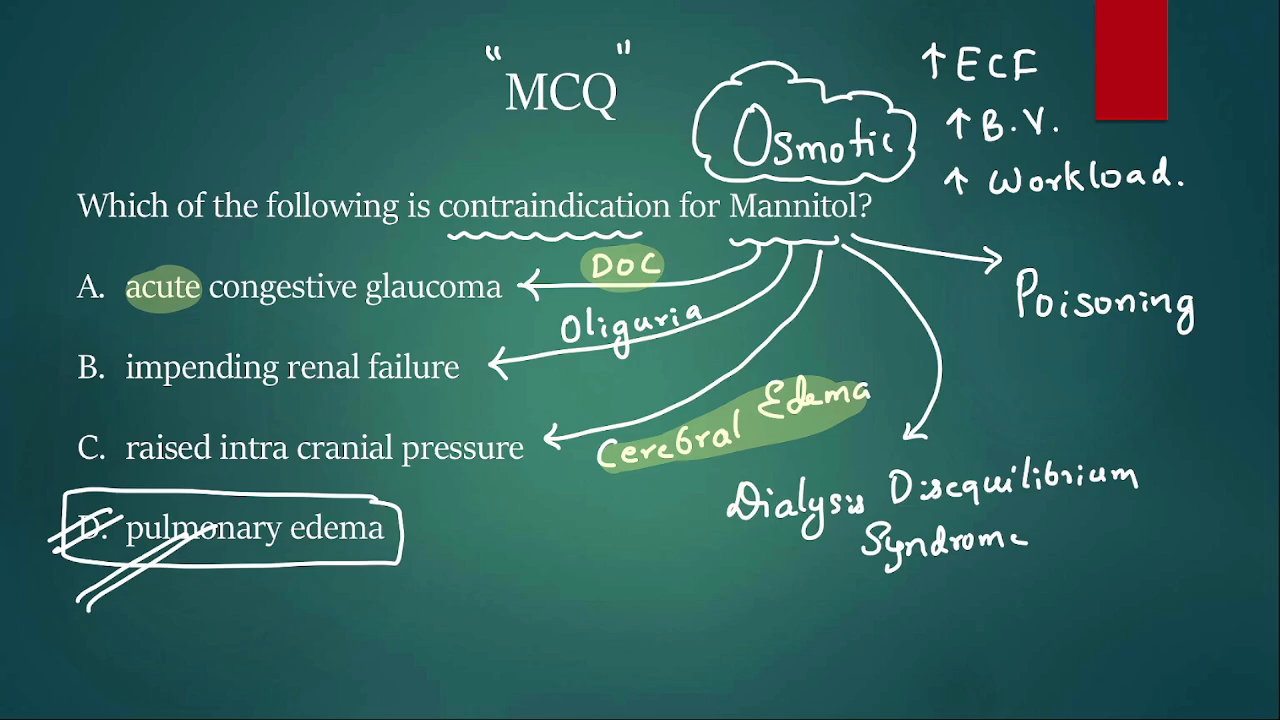 "MCQ"
Osmotic
↑ ECF
↑ B.V.
↑ Workload.
Which of the following is contraindication for Mannitol?
A. acute congestive glaucoma
DOC
B. impending renal failure
Oliguria
C. raised intra cranial pressure
Cerebral Edema
D. pulmonary edema
Poisoning
Dialysis Disequilibrium
Syndrome